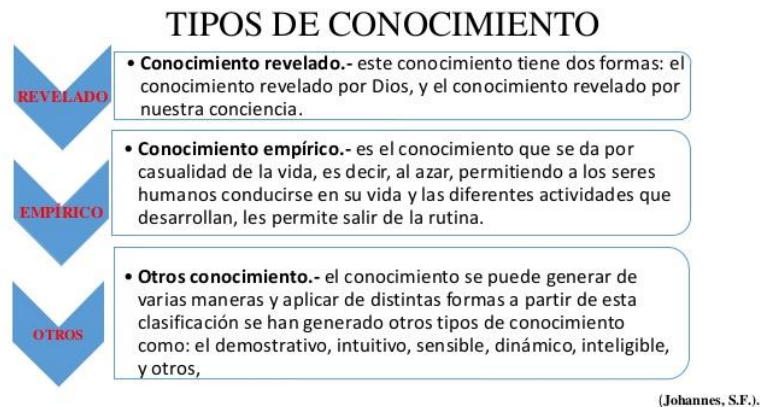 TIPOS DE CONOCIMIENTO
REVELADO
• Conocimiento revelado.- este conocimiento tiene dos formas: el
conocimiento revelado por Dios, y el conocimiento revelado por
nuestra conciencia.
EMPÍRICO
• Conocimiento empírico.- es el conocimiento que se da por
casualidad de la vida, es decir, al azar, permitiendo a los seres
humanos conducirse en su vida y las diferentes actividades que
desarrollan, les permite salir de la rutina.
OTROS
• Otros conocimiento.- el conocimiento se puede generar de
varias maneras y aplicar de distintas formas a partir de esta
clasificación se han generado otros tipos de conocimiento
como: el demostrativo, intuitivo, sensible, dinámico, inteligible,
y otros,
(Johannes, S.F.).